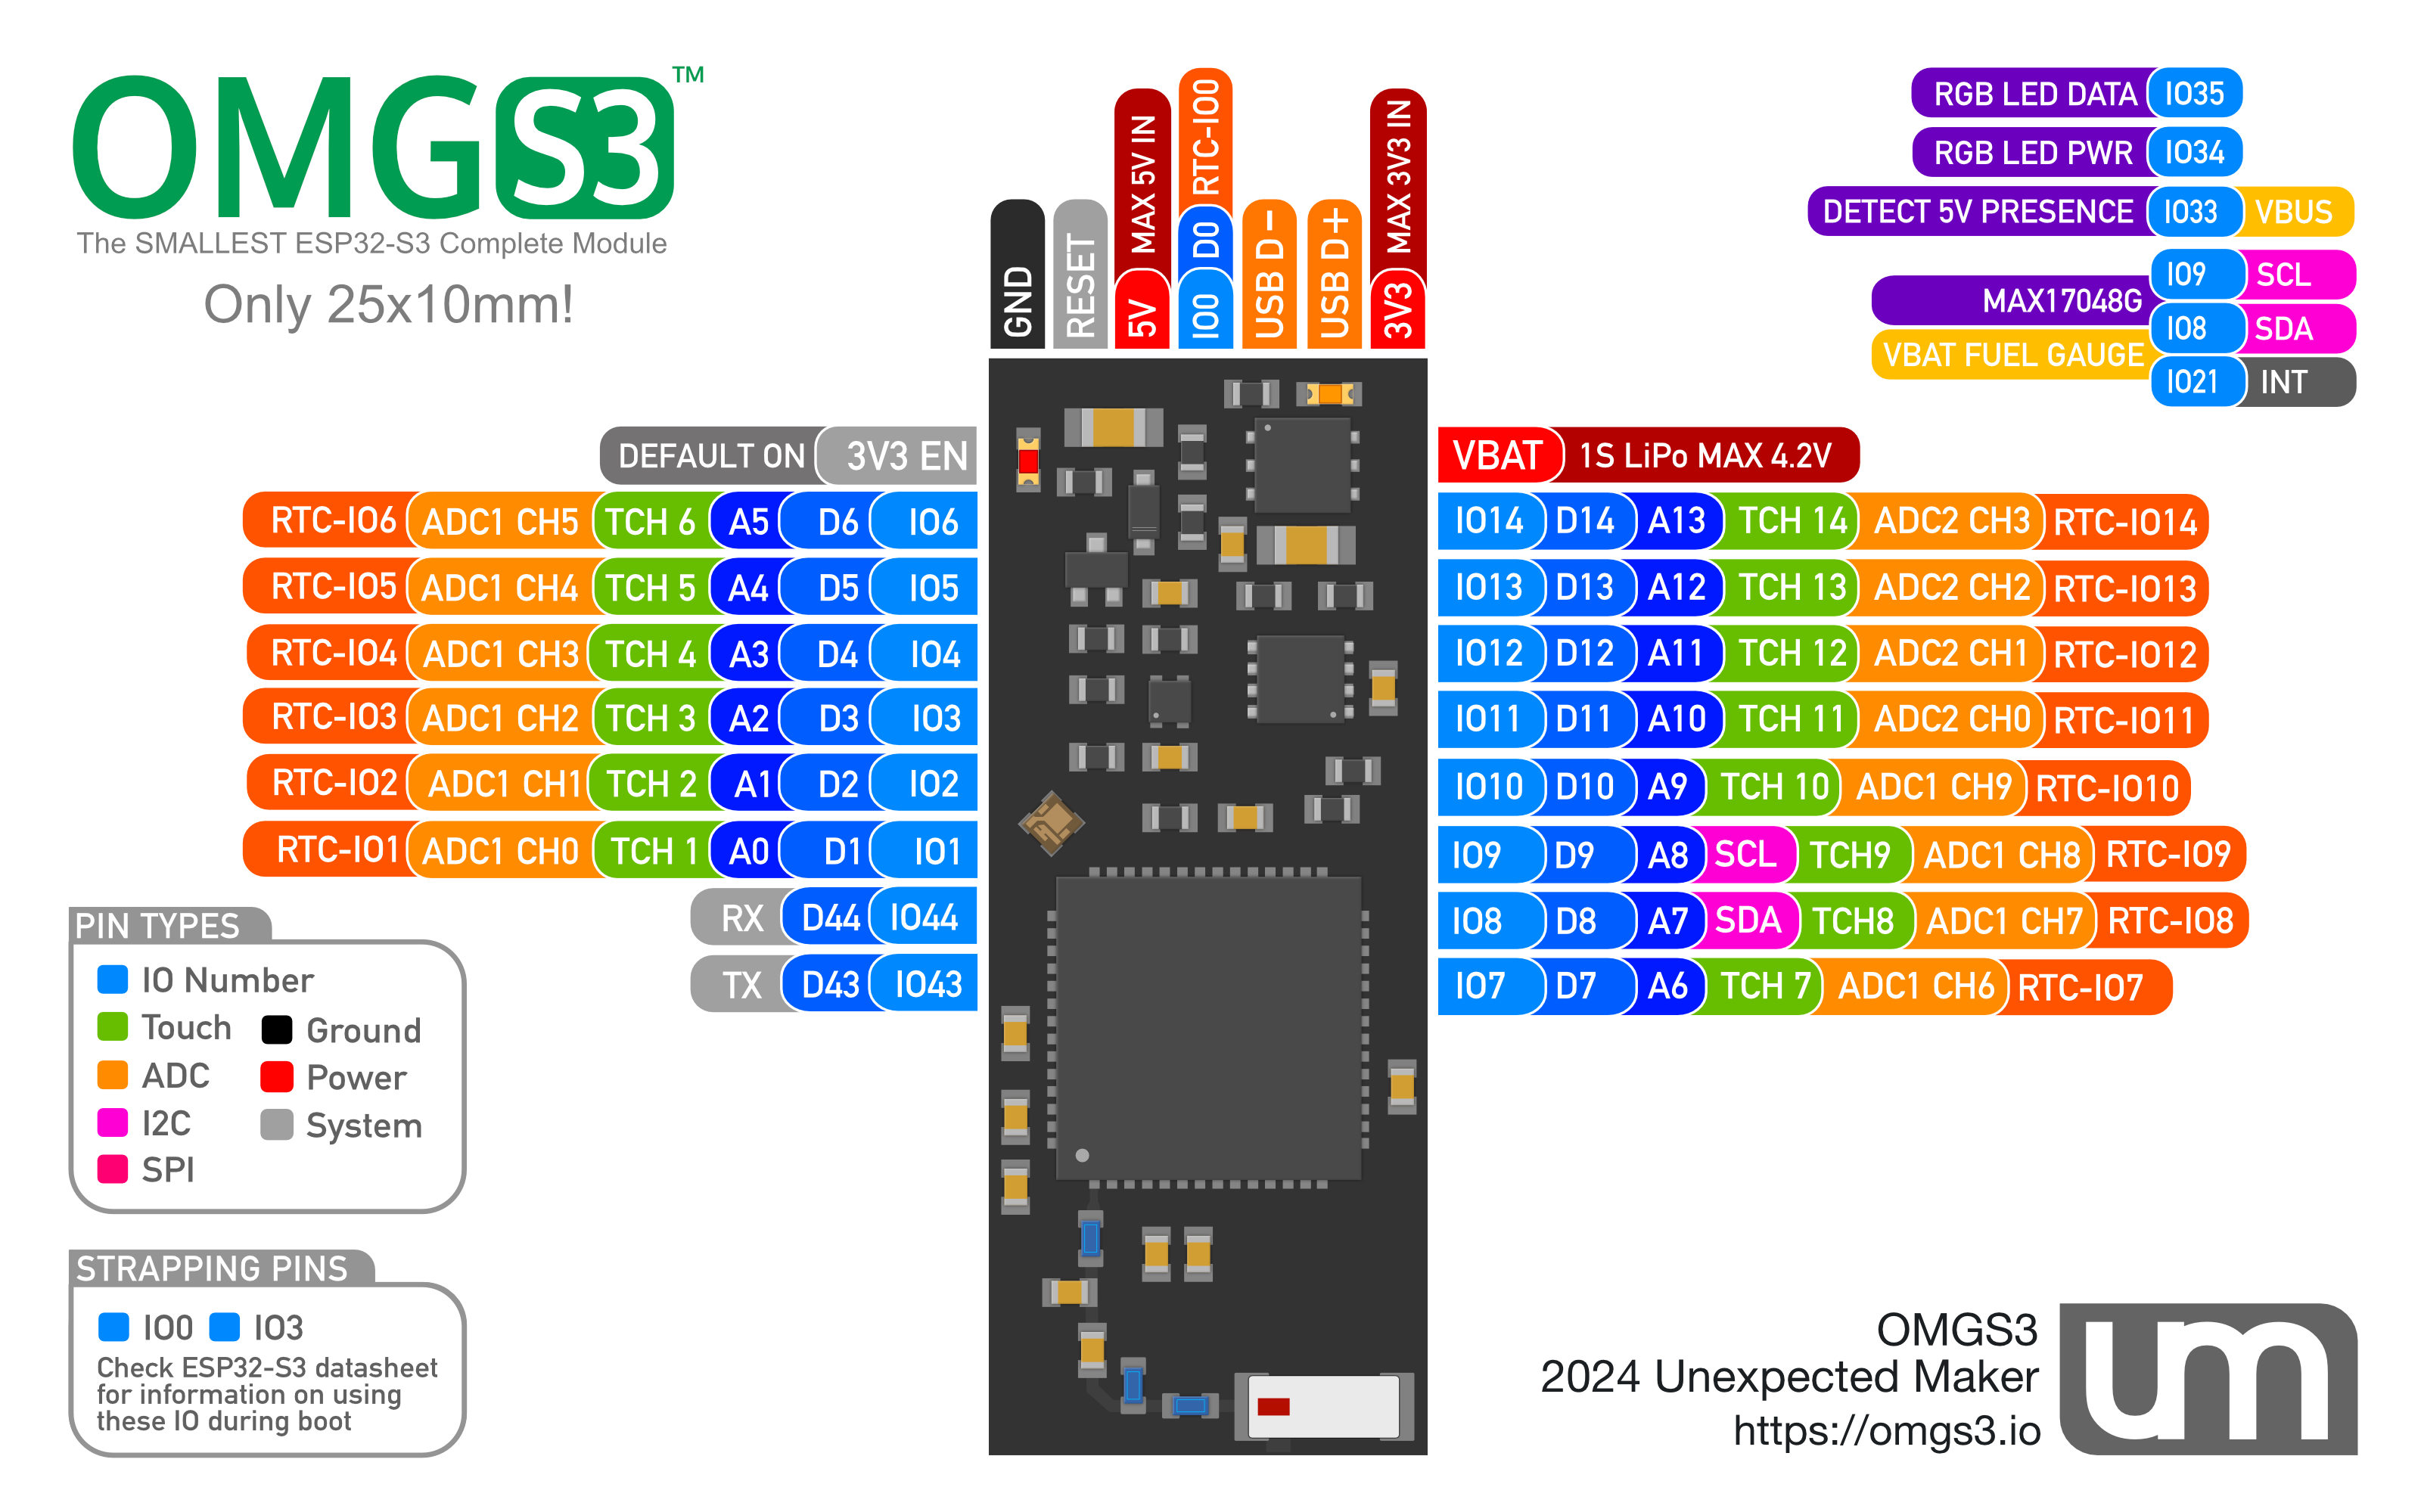 OMGS3™
The SMALLEST ESP32-S3 Complete Module
Only 25x10mm!
GND
RESET
5V MAX 5V IN
IO0 D0 RTC-IO0
USB D-
USB D+
3V3 MAX 3V3 IN
RGB LED DATA IO35
RGB LED PWR IO34
DETECT 5V PRESENCE IO33 VBUS
MAX17048G
VBAT FUEL GAUGE
IO9 SCL
IO8 SDA
IO21 INT
DEFAULT ON 3V3 EN
RTC-IO6 ADC1 CH5 TCH 6 A5 D6 IO6
RTC-IO5 ADC1 CH4 TCH 5 A4 D5 IO5
RTC-IO4 ADC1 CH3 TCH 4 A3 D4 IO4
RTC-IO3 ADC1 CH2 TCH 3 A2 D3 IO3
RTC-IO2 ADC1 CH1 TCH 2 A1 D2 IO2
RTC-IO1 ADC1 CH0 TCH 1 A0 D1 IO1
RX D44 IO44
TX D43 IO43
VBAT 1S LiPo MAX 4.2V
IO14 D14 A13 TCH 14 ADC2 CH3 RTC-IO14
IO13 D13 A12 TCH 13 ADC2 CH2 RTC-IO13
IO12 D12 A11 TCH 12 ADC2 CH1 RTC-IO12
IO11 D11 A10 TCH 11 ADC2 CH0 RTC-IO11
IO10 D10 A9 TCH 10 ADC1 CH9 RTC-IO10
IO9 D9 A8 SCL TCH9 ADC1 CH8 RTC-IO9
IO8 D8 A7 SDA TCH8 ADC1 CH7 RTC-IO8
IO7 D7 A6 TCH 7 ADC1 CH6 RTC-IO7
PIN TYPES
IO Number
Touch
Ground
ADC
Power
I2C
System
SPI
STRAPPING PINS
IO0 IO3
Check ESP32-S3 datasheet
for information on using
these IO during boot
OMGS3
2024 Unexpected Maker
https://omgs3.io
um